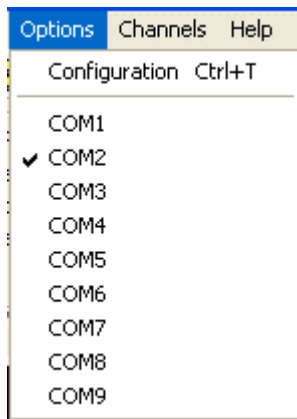 Options Channels Help
Configuration Ctrl+T
COM1
COM2
COM3
COM4
COM5
COM6
COM7
COM8
COM9